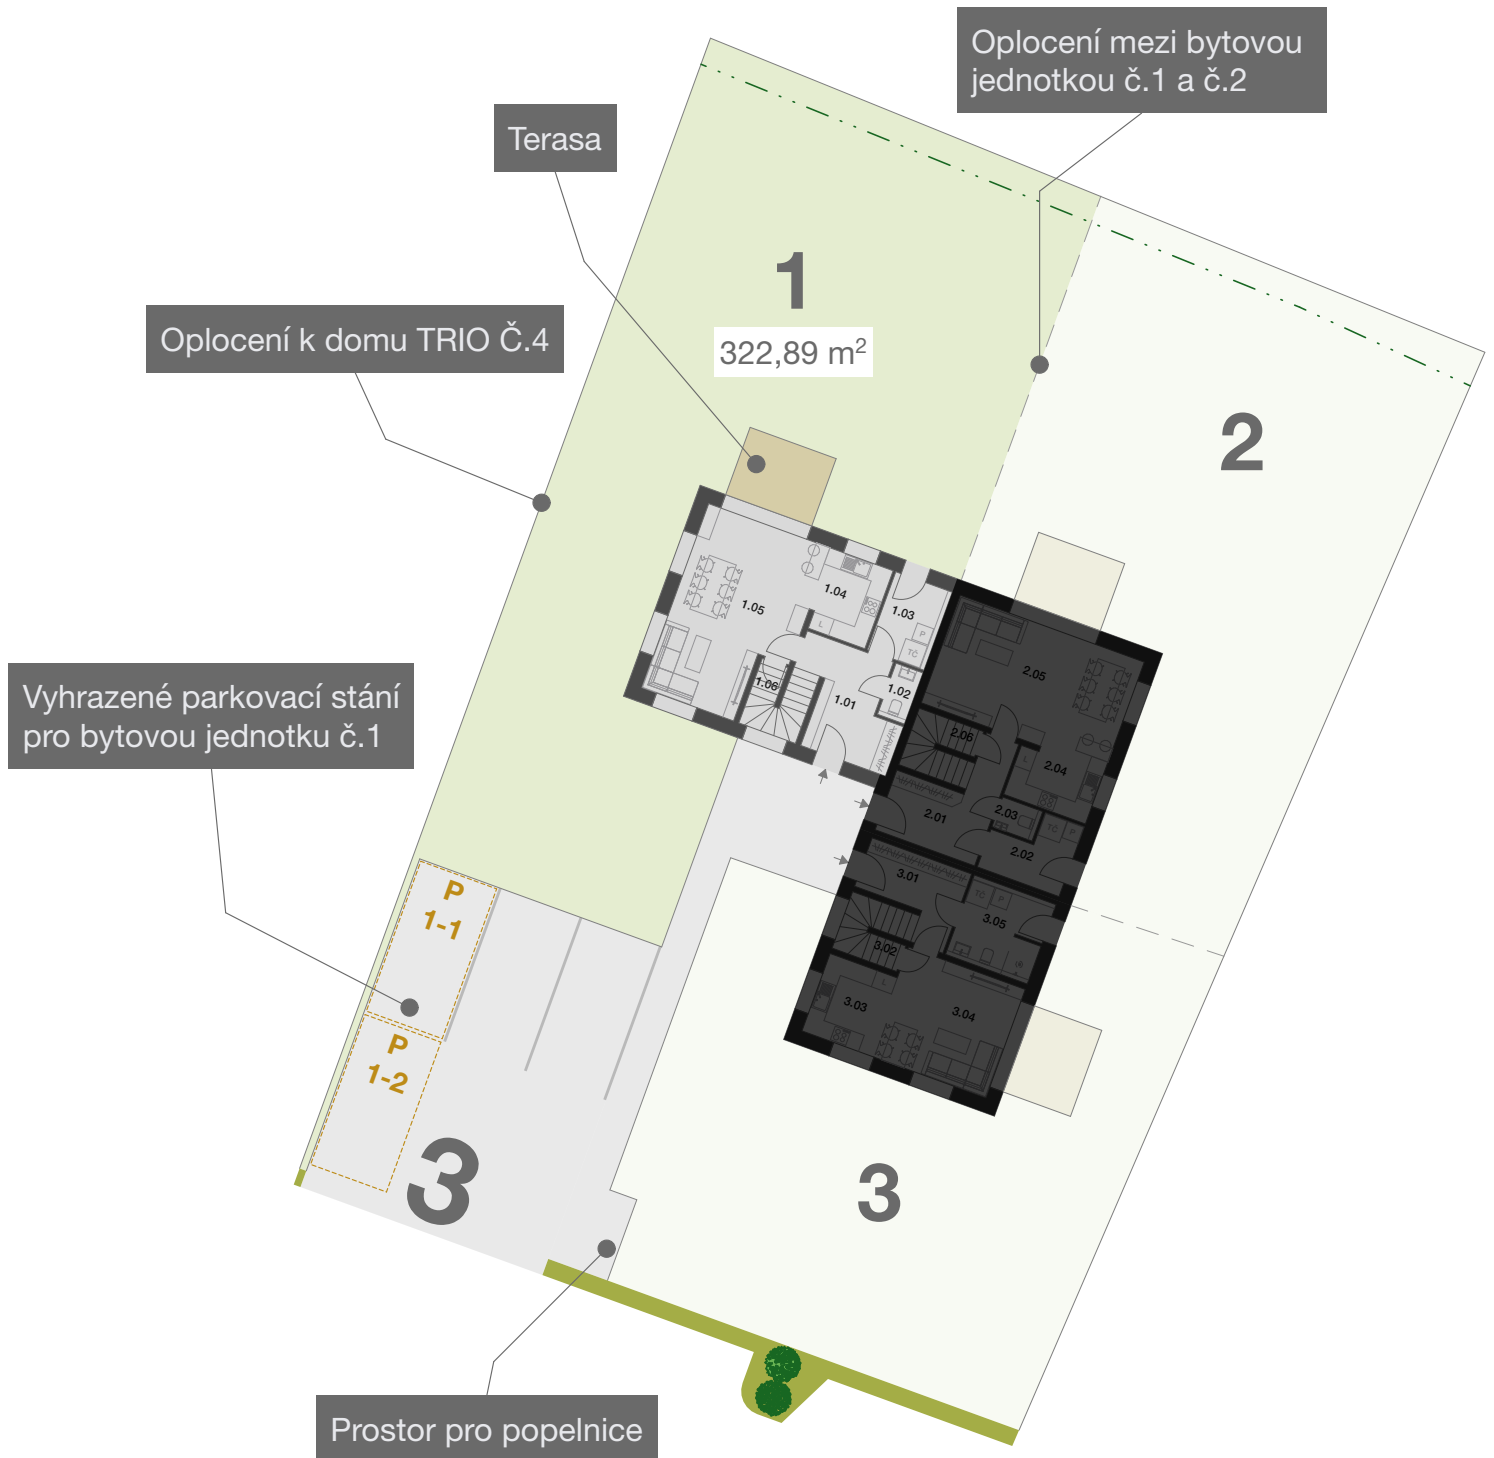 Oplocení mezi bytovou
jednotkou č.1 a č.2
Terasa
1
322,89 m²
Oplocení k domu TRIO Č.4
2
1.04
1.05
1.03
L
P
TČ
1.06
1.02
1.01
2.05
2.06
L
2.04
2.01
2.03
TČ
P
2.02
Vyhrazené parkovací stání
pro bytovou jednotku č.1
3.01
TČ
P
3.05
3.02
L
3.03
3.04
P
1-1
P
1-2
3
3
Prostor pro popelnice